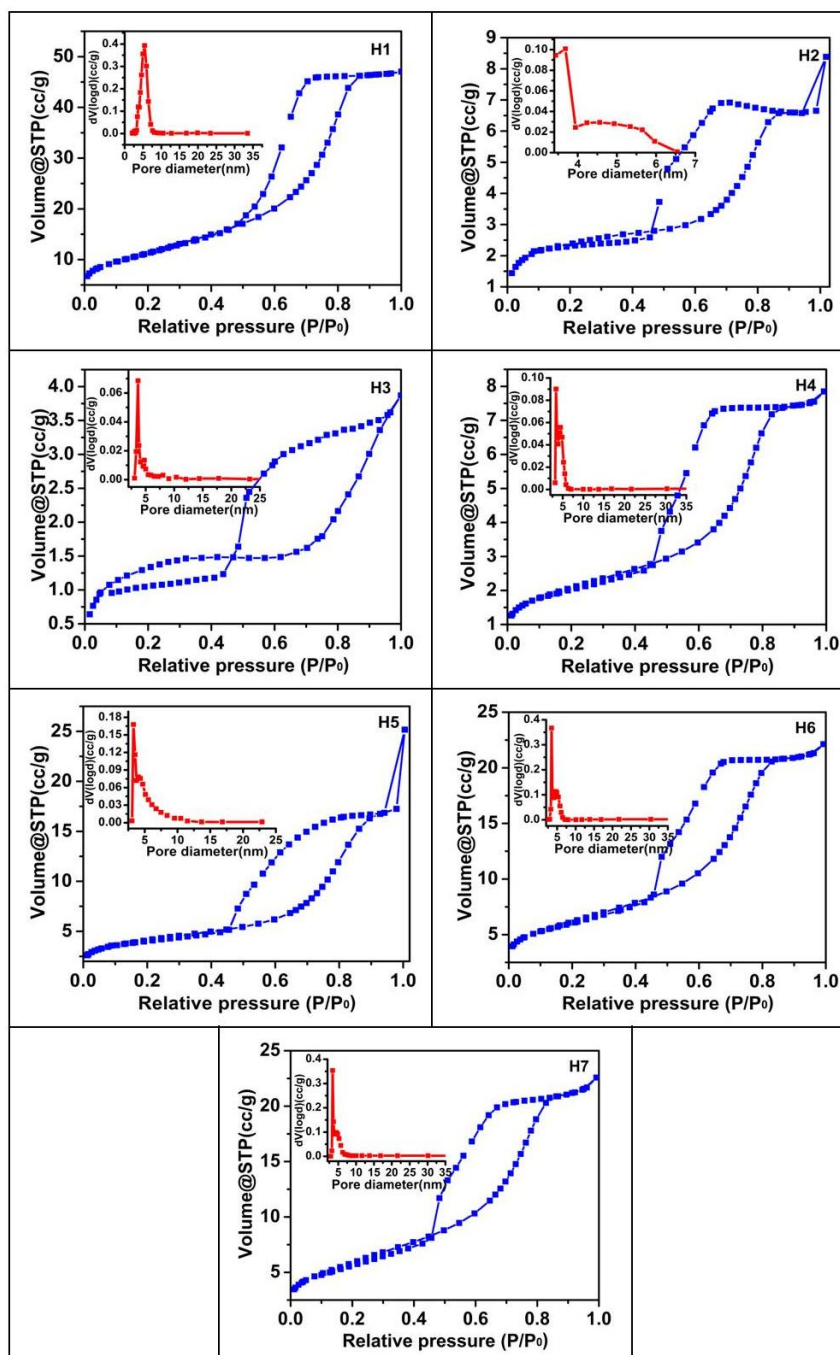 H1
Volume@STP(cc/g)
50
40
30
20
10
0.0 0.2 0.4 0.6 0.8 1.0
Relative pressure (P/P0)
dV(logd)(cc/g)
0.4
0.3
0.2
0.1
0.0
0 5 10 15 20 25 30 35
Pore diameter(nm)
H2
Volume@STP(cc/g)
9
8
7
6
5
4
3
2
1
0.0 0.2 0.4 0.6 0.8 1.0
Relative pressure (P/P0)
dV(logd)(cc/g)
0.10
0.08
0.06
0.04
0.02
0.00
4 5 6 7
Pore diameter(nm)
H3
Volume@STP(cc/g)
4.0
3.5
3.0
2.5
2.0
1.5
1.0
0.5
0.0 0.2 0.4 0.6 0.8 1.0
Relative pressure (P/P0)
dV(logd)(cc/g)
0.06
0.04
0.02
0.00
5 10 15 20 25
Pore diameter(nm)
H4
Volume@STP(cc/g)
8
7
6
5
4
3
2
1
0.0 0.2 0.4 0.6 0.8 1.0
Relative pressure (P/P0)
dV(logd)(cc/g)
0.10
0.08
0.06
0.04
0.02
0.00
5 10 15 20 25 30 35
Pore diameter(nm)
H5
Volume@STP(cc/g)
25
20
15
10
5
0.0 0.2 0.4 0.6 0.8 1.0
Relative pressure (P/P0)
dV(logd)(cc/g)
0.18
0.15
0.12
0.09
0.06
0.03
0.00
5 10 15 20 25
Pore diameter(nm)
H6
Volume@STP(cc/g)
25
20
15
10
5
0.0 0.2 0.4 0.6 0.8 1.0
Relative pressure (P/P0)
dV(logd)(cc/g)
0.4
0.3
0.2
0.1
0.0
5 10 15 20 25 30 35
Pore diameter(nm)
H7
Volume@STP(cc/g)
25
20
15
10
5
0.0 0.2 0.4 0.6 0.8 1.0
Relative pressure (P/P0)
dV(logd)(cc/g)
0.4
0.3
0.2
0.1
0.0
5 10 15 20 25 30 35
Pore diameter(nm)